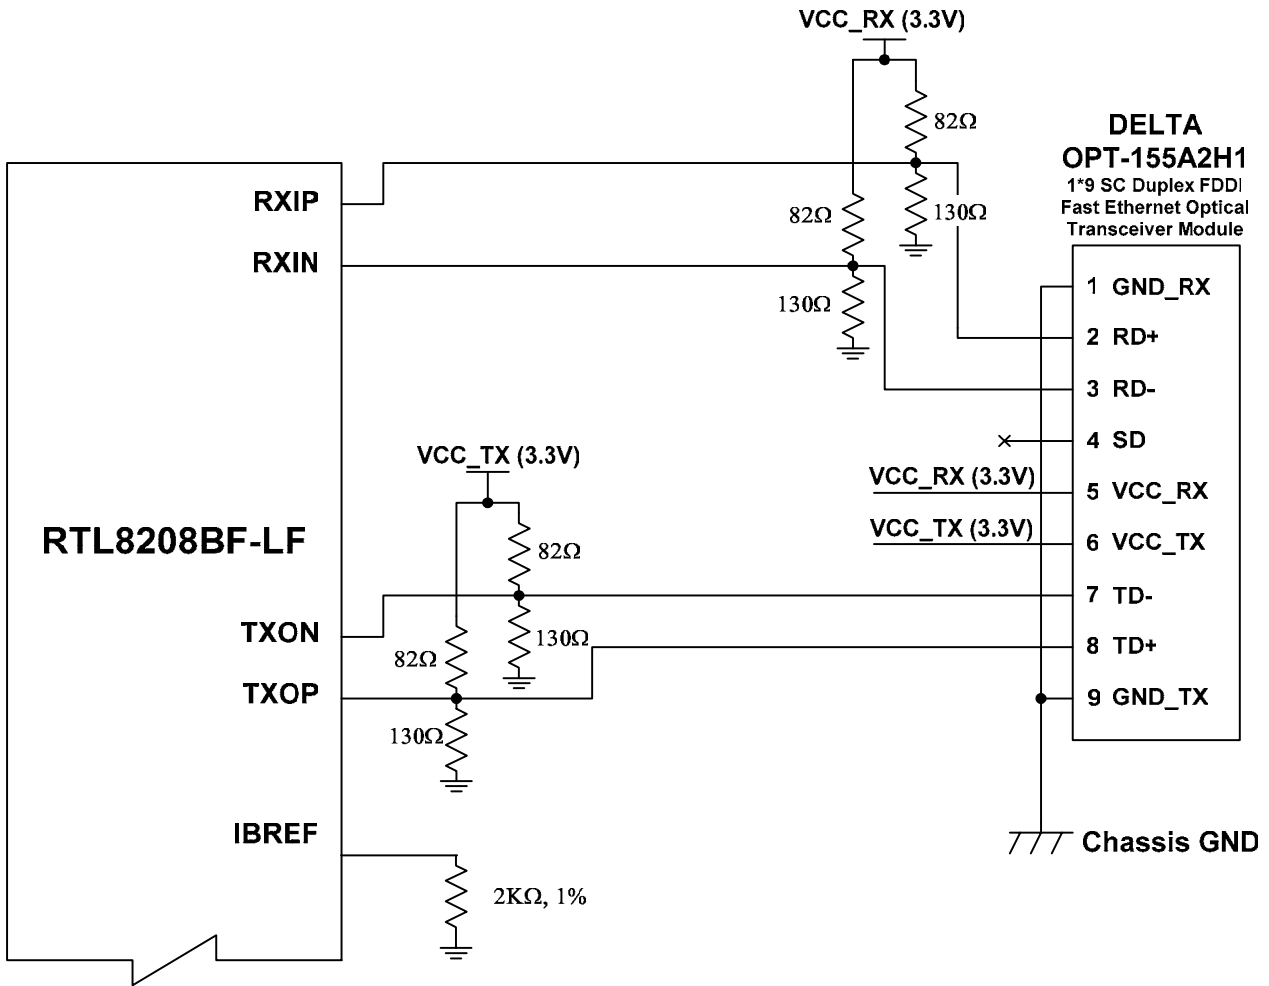 VCC_RX (3.3V)
82Ω
DELTA
OPT-155A2H1
1*9 SC Duplex FDDI
Fast Ethernet Optical
Transceiver Module
RXIP
82Ω
130Ω
RXIN
130Ω
1 GND_RX
2 RD+
3 RD-
4 SD
VCC_TX (3.3V)
VCC_RX (3.3V)
5 VCC_RX
VCC_TX (3.3V)
6 VCC_TX
RTL8208BF-LF
82Ω
7 TD-
TXON
130Ω
82Ω
8 TD+
TXOP
9 GND_TX
130Ω
IBREF
Chassis GND
2KΩ, 1%